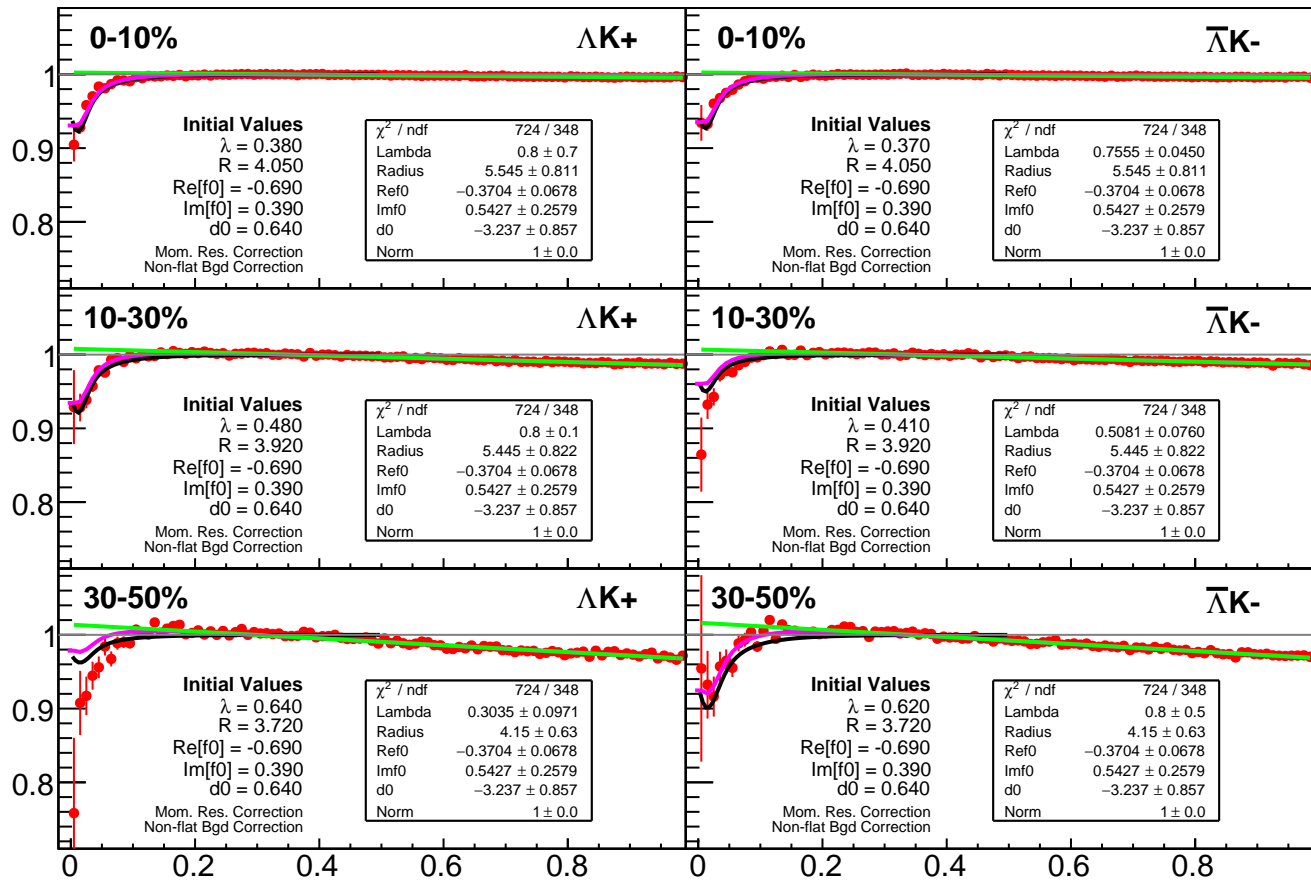 0-10%
ΛK+
1
0.9
0.8
Initial Values
λ = 0.380
R = 4.050
Re[f0] = -0.690
Im[f0] = 0.390
d0 = 0.640
Mom. Res. Correction
Non-flat Bgd Correction
χ² / ndf 724 / 348
Lambda 0.8 ± 0.7
Radius 5.545 ± 0.811
Ref0 −0.3704 ± 0.0678
Imf0 0.5427 ± 0.2579
d0 −3.237 ± 0.857
Norm 1 ± 0.0
0-10%
Λ̅K-
Initial Values
λ = 0.370
R = 4.050
Re[f0] = -0.690
Im[f0] = 0.390
d0 = 0.640
Mom. Res. Correction
Non-flat Bgd Correction
χ² / ndf 724 / 348
Lambda 0.7555 ± 0.0450
Radius 5.545 ± 0.811
Ref0 −0.3704 ± 0.0678
Imf0 0.5427 ± 0.2579
d0 −3.237 ± 0.857
Norm 1 ± 0.0
10-30%
ΛK+
1
0.9
0.8
Initial Values
λ = 0.480
R = 3.920
Re[f0] = -0.690
Im[f0] = 0.390
d0 = 0.640
Mom. Res. Correction
Non-flat Bgd Correction
χ² / ndf 724 / 348
Lambda 0.8 ± 0.1
Radius 5.445 ± 0.822
Ref0 −0.3704 ± 0.0678
Imf0 0.5427 ± 0.2579
d0 −3.237 ± 0.857
Norm 1 ± 0.0
10-30%
Λ̅K-
Initial Values
λ = 0.410
R = 3.920
Re[f0] = -0.690
Im[f0] = 0.390
d0 = 0.640
Mom. Res. Correction
Non-flat Bgd Correction
χ² / ndf 724 / 348
Lambda 0.5081 ± 0.0760
Radius 5.445 ± 0.822
Ref0 −0.3704 ± 0.0678
Imf0 0.5427 ± 0.2579
d0 −3.237 ± 0.857
Norm 1 ± 0.0
30-50%
ΛK+
1
0.9
0.8
Initial Values
λ = 0.640
R = 3.720
Re[f0] = -0.690
Im[f0] = 0.390
d0 = 0.640
Mom. Res. Correction
Non-flat Bgd Correction
χ² / ndf 724 / 348
Lambda 0.3035 ± 0.0971
Radius 4.15 ± 0.63
Ref0 −0.3704 ± 0.0678
Imf0 0.5427 ± 0.2579
d0 −3.237 ± 0.857
Norm 1 ± 0.0
30-50%
Λ̅K-
Initial Values
λ = 0.620
R = 3.720
Re[f0] = -0.690
Im[f0] = 0.390
d0 = 0.640
Mom. Res. Correction
Non-flat Bgd Correction
χ² / ndf 724 / 348
Lambda 0.8 ± 0.5
Radius 4.15 ± 0.63
Ref0 −0.3704 ± 0.0678
Imf0 0.5427 ± 0.2579
d0 −3.237 ± 0.857
Norm 1 ± 0.0
0 0.2 0.4 0.6 0.8 0 0.2 0.4 0.6 0.8